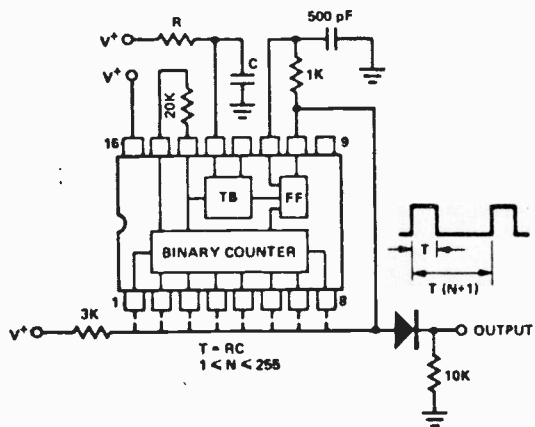 R
500 pF
V+
C
1K
V+
20K
16
9
TB
FF
BINARY COUNTER
T
T (N+1)
1
8
3K
V+
OUTPUT
T = RC
1 < N < 255
10K